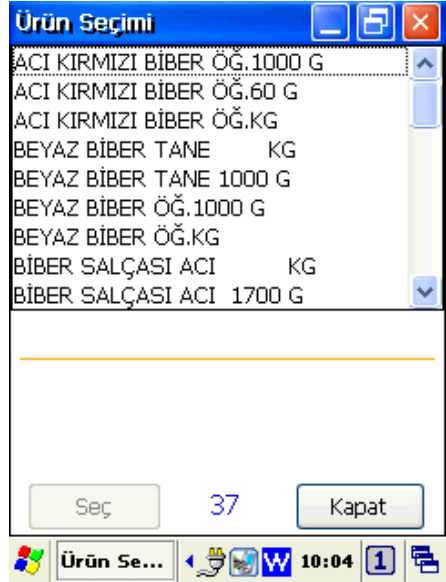 Ürün Seçimi
ACI KIRMIZI BİBER ÖĞ.1000 G
ACI KIRMIZI BİBER ÖĞ.60 G
ACI KIRMIZI BİBER ÖĞ.KG
BEYAZ BİBER TANE KG
BEYAZ BİBER TANE 1000 G
BEYAZ BİBER ÖĞ.1000 G
BEYAZ BİBER ÖĞ.KG
BİBER SALÇASI ACI KG
BİBER SALÇASI ACI 1700 G
Seç 37 Kapat
Ürün Se... W 10:04 1